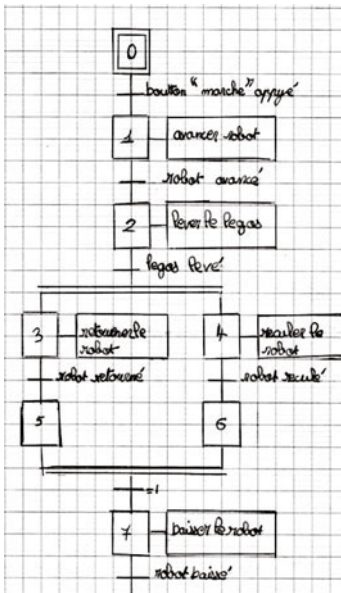 0
boutton "marche" appuyé
1
avancer robot
robot avancé
2
lever le legos
legos levé
3
retourner le
robot
4
reculer le
robot
robot retourné
robot reculé
5
6
=1
7
baisser le robot
robot baissé